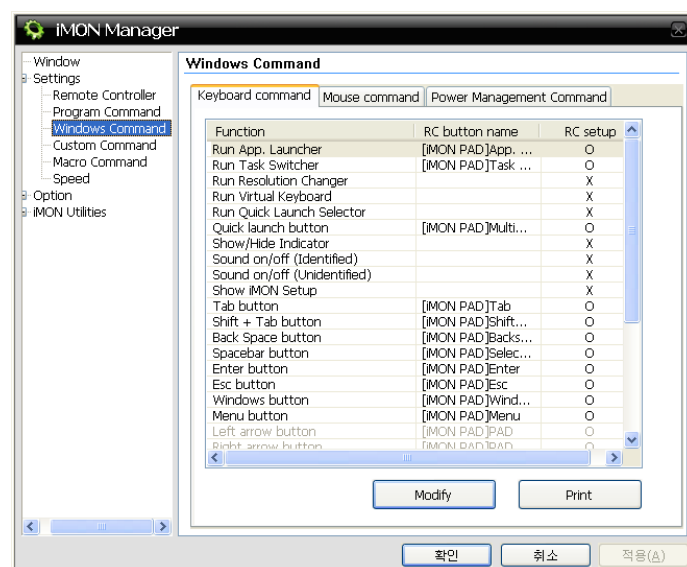 iMON Manager
Window
Settings
Remote Controller
Program Command
Windows Command
Custom Command
Macro Command
Speed
Option
iMON Utilities
Windows Command
Keyboard command Mouse command Power Management Command
Function RC button name RC setup
Run App. Launcher [iMON PAD]App. ... O
Run Task Switcher [iMON PAD]Task ... O
Run Resolution Changer X
Run Virtual Keyboard X
Run Quick Launch Selector X
Quick launch button [iMON PAD]Multi... O
Show/Hide Indicator X
Sound on/off (Identified) X
Sound on/off (Unidentified) X
Show iMON Setup X
Tab button [iMON PAD]Tab O
Shift + Tab button [iMON PAD]Shift... O
Back Space button [iMON PAD]Backs... O
Spacebar button [iMON PAD]Selec... O
Enter button [iMON PAD]Enter O
Esc button [iMON PAD]Esc O
Windows button [iMON PAD]Wind... O
Menu button [iMON PAD]Menu O
Left arrow button [iMON PAD]PAD O
Right arrow button [iMON PAD]PAD O
Modify Print
확인 취소 적용(A)